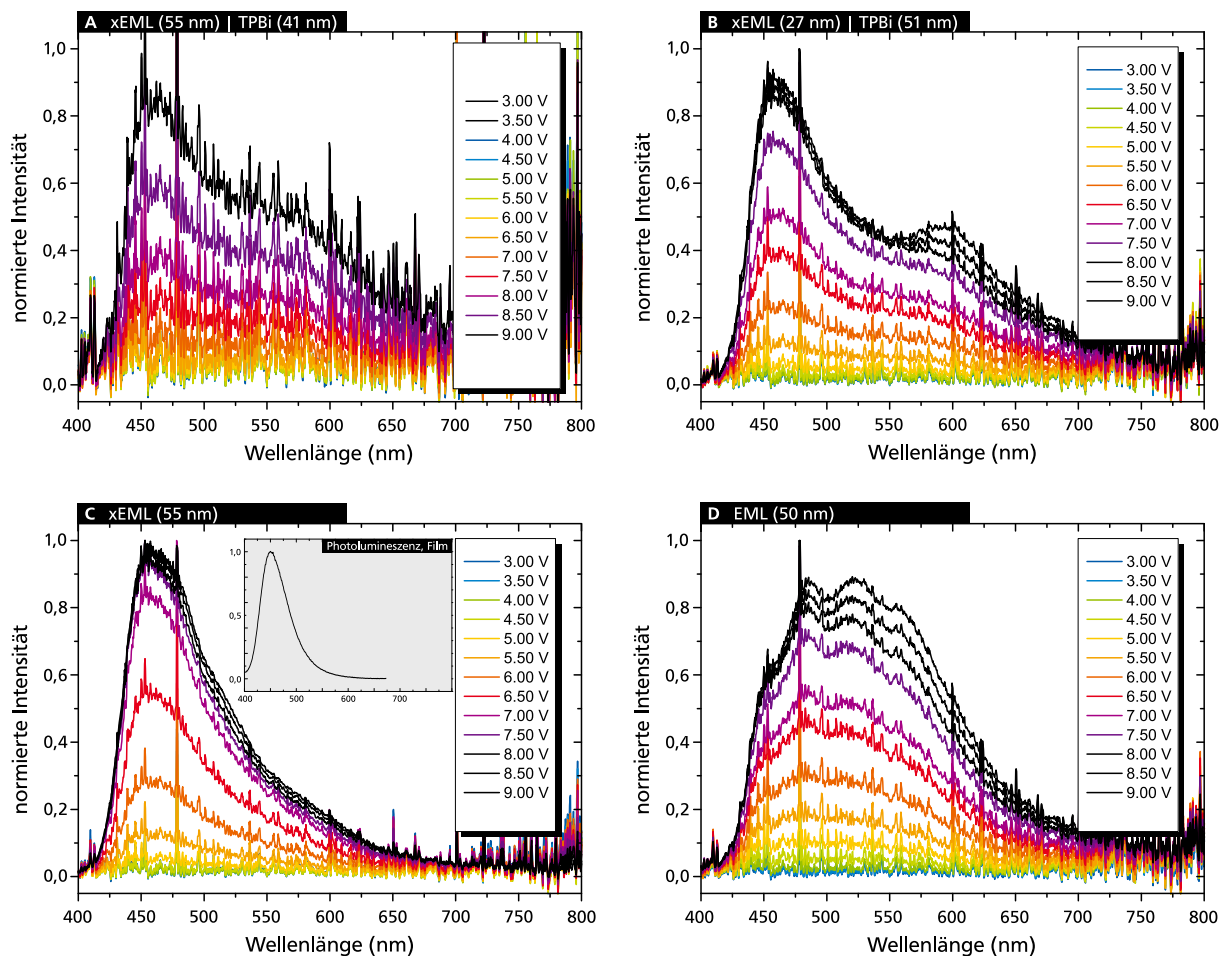 A xEML (55 nm) | TPBi (41 nm)
1,0
0,8
0,6
0,4
0,2
0,0
normierte Intensität
400 450 500 550 600 650 700 750 800
Wellenlänge (nm)
3.00 V
3.50 V
4.00 V
4.50 V
5.00 V
5.50 V
6.00 V
6.50 V
7.00 V
7.50 V
8.00 V
8.50 V
9.00 V
B xEML (27 nm) | TPBi (51 nm)
1,0
0,8
0,6
0,4
0,2
0,0
normierte Intensität
400 450 500 550 600 650 700 750 800
Wellenlänge (nm)
3.00 V
3.50 V
4.00 V
4.50 V
5.00 V
5.50 V
6.00 V
6.50 V
7.00 V
7.50 V
8.00 V
8.50 V
9.00 V
C xEML (55 nm)
1,0
0,8
0,6
0,4
0,2
0,0
normierte Intensität
400 450 500 550 600 650 700 750 800
Wellenlänge (nm)
Photolumineszenz, Film
1,0
0,5
0,0
400 500 600 700
3.00 V
3.50 V
4.00 V
4.50 V
5.00 V
5.50 V
6.00 V
6.50 V
7.00 V
7.50 V
8.00 V
8.50 V
9.00 V
D EML (50 nm)
1,0
0,8
0,6
0,4
0,2
0,0
normierte Intensität
400 450 500 550 600 650 700 750 800
Wellenlänge (nm)
3.00 V
3.50 V
4.00 V
4.50 V
5.00 V
5.50 V
6.00 V
6.50 V
7.00 V
7.50 V
8.00 V
8.50 V
9.00 V